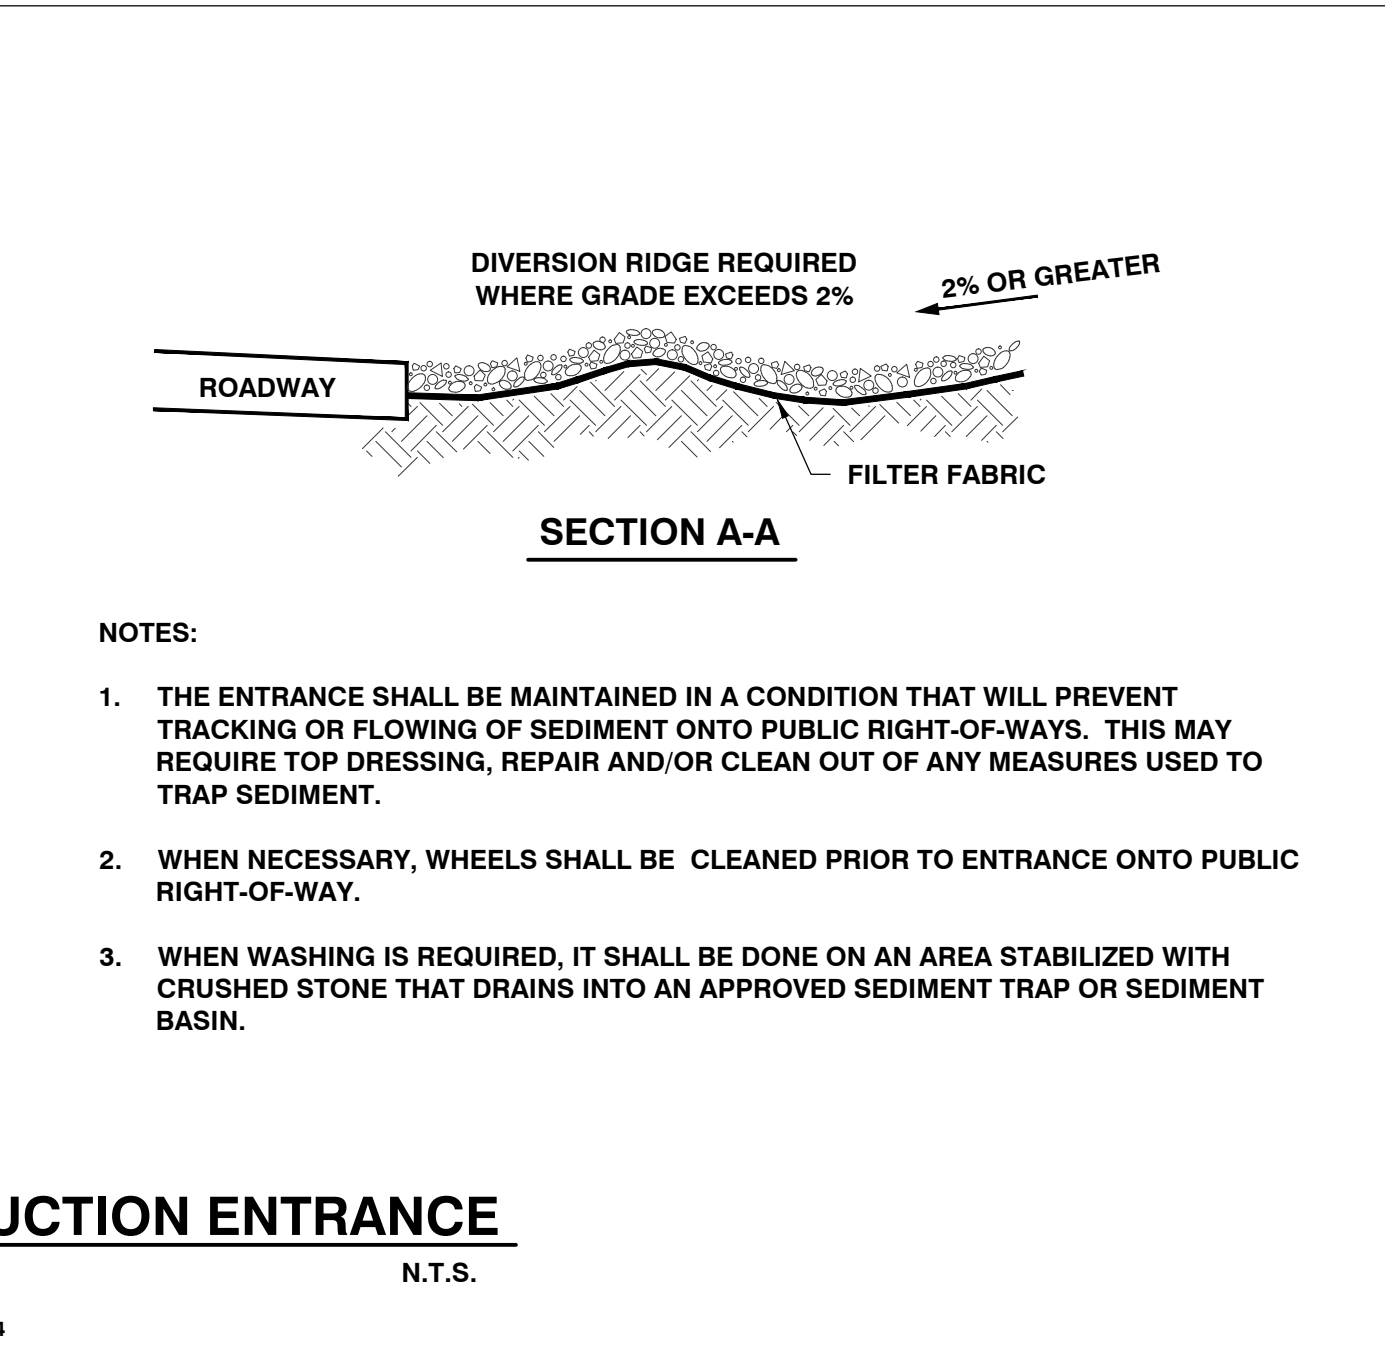 DIVERSION RIDGE REQUIRED
WHERE GRADE EXCEEDS 2%
2% OR GREATER
ROADWAY
FILTER FABRIC
SECTION A-A
NOTES:
1. THE ENTRANCE SHALL BE MAINTAINED IN A CONDITION THAT WILL PREVENT
TRACKING OR FLOWING OF SEDIMENT ONTO PUBLIC RIGHT-OF-WAYS. THIS MAY
REQUIRE TOP DRESSING, REPAIR AND/OR CLEAN OUT OF ANY MEASURES USED TO
TRAP SEDIMENT.
2. WHEN NECESSARY, WHEELS SHALL BE CLEANED PRIOR TO ENTRANCE ONTO PUBLIC
RIGHT-OF-WAY.
3. WHEN WASHING IS REQUIRED, IT SHALL BE DONE ON AN AREA STABILIZED WITH
CRUSHED STONE THAT DRAINS INTO AN APPROVED SEDIMENT TRAP OR SEDIMENT
BASIN.
UCTION ENTRANCE
N.T.S.
4